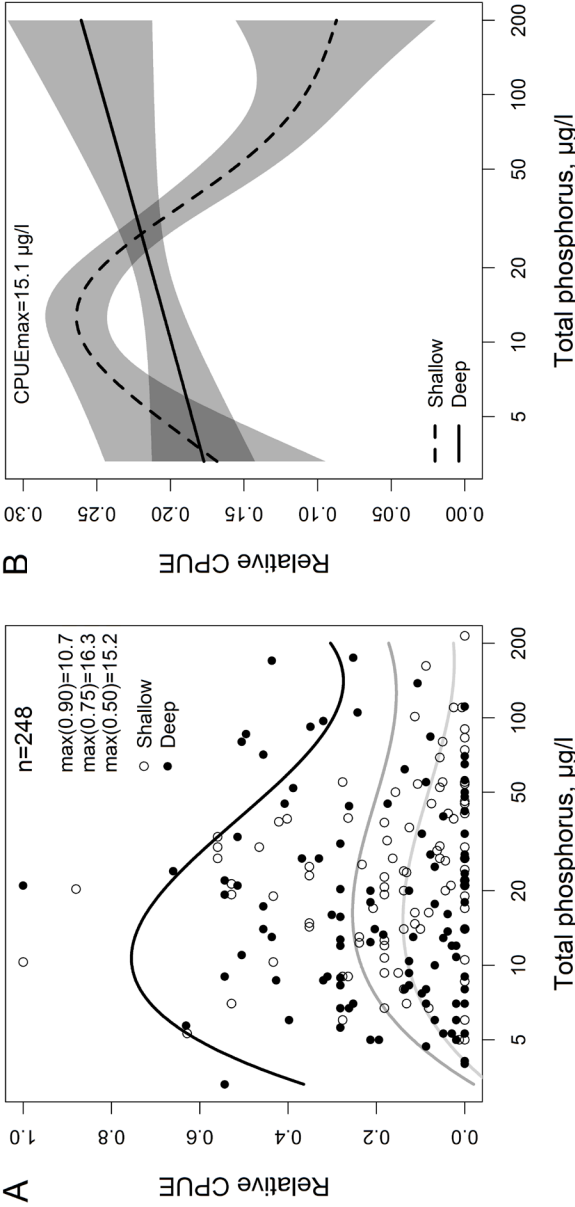 A
n=248
max(0.90)=10.7
max(0.75)=16.3
max(0.50)=15.2
Shallow
Deep
Relative CPUE
1.0
0.8
0.6
0.4
0.2
0.0
5
10
20
50
100
200
Total phosphorus, µg/l
B
CPUEmax=15.1 µg/l
Shallow
Deep
Relative CPUE
0.30
0.25
0.20
0.15
0.10
0.05
0.00
5
10
20
50
100
200
Total phosphorus, µg/l